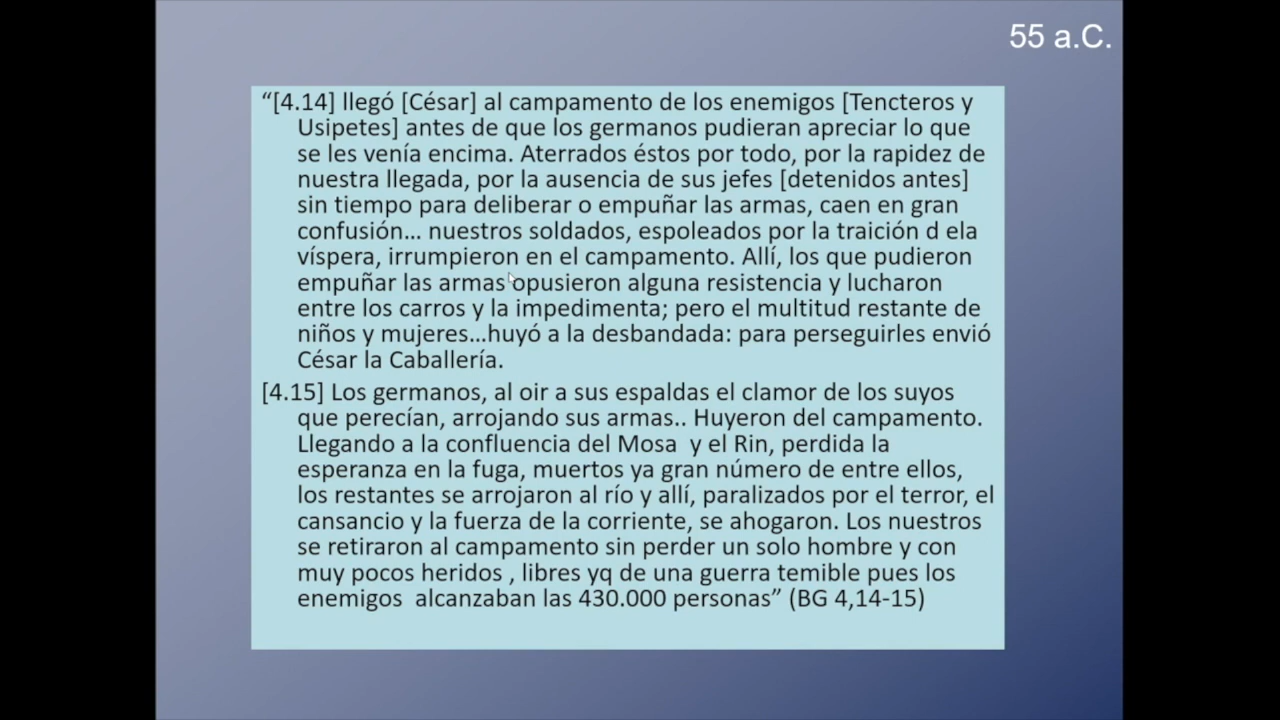 55 a.C.
“[4.14] llegó [César] al campamento de los enemigos [Tencteros y
Usipetes] antes de que los germanos pudieran apreciar lo que
se les venía encima. Aterrados éstos por todo, por la rapidez de
nuestra llegada, por la ausencia de sus jefes [detenidos antes]
sin tiempo para deliberar o empuñar las armas, caen en gran
confusión… nuestros soldados, espoleados por la traición d ela
víspera, irrumpieron en el campamento. Allí, los que pudieron
empuñar las armas opusieron alguna resistencia y lucharon
entre los carros y la impedimenta; pero el multitud restante de
niños y mujeres…huyó a la desbandada: para perseguirles envió
César la Caballería.
[4.15] Los germanos, al oir a sus espaldas el clamor de los suyos
que perecían, arrojando sus armas.. Huyeron del campamento.
Llegando a la confluencia del Mosa  y el Rin, perdida la
esperanza en la fuga, muertos ya gran número de entre ellos,
los restantes se arrojaron al río y allí, paralizados por el terror, el
cansancio y la fuerza de la corriente, se ahogaron. Los nuestros
se retiraron al campamento sin perder un solo hombre y con
muy pocos heridos , libres yq de una guerra temible pues los
enemigos  alcanzaban las 430.000 personas” (BG 4,14-15)